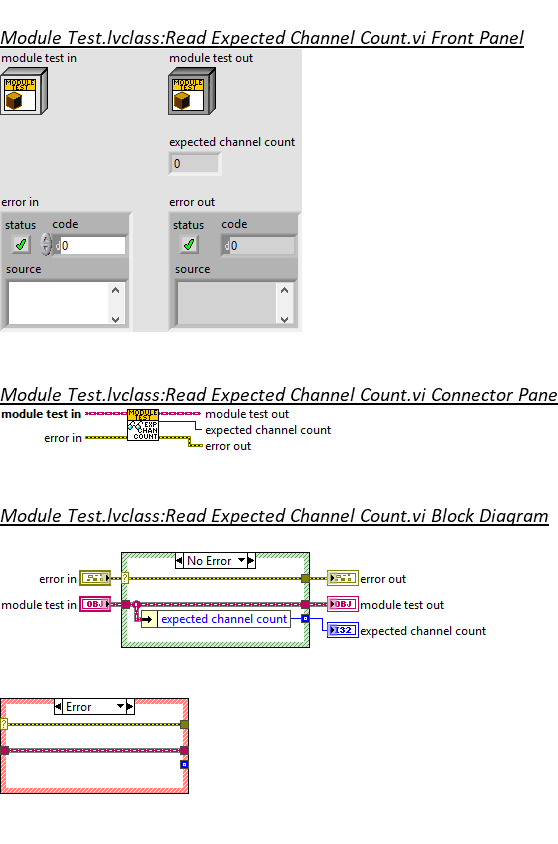 Module Test.lvclass:Read Expected Channel Count.vi Front Panel
module test in module test out
MODULE TEST MODULE TEST
expected channel count
0
error in error out
status code status code
d 0 d 0
source source
Module Test.lvclass:Read Expected Channel Count.vi Connector Pane
module test in MODULE TEST module test out
EXP CHAN COUNT expected channel count
error in error out
Module Test.lvclass:Read Expected Channel Count.vi Block Diagram
No Error
error in ? error out
module test in OBJ OBJ module test out
expected channel count I32 expected channel count
Error
?